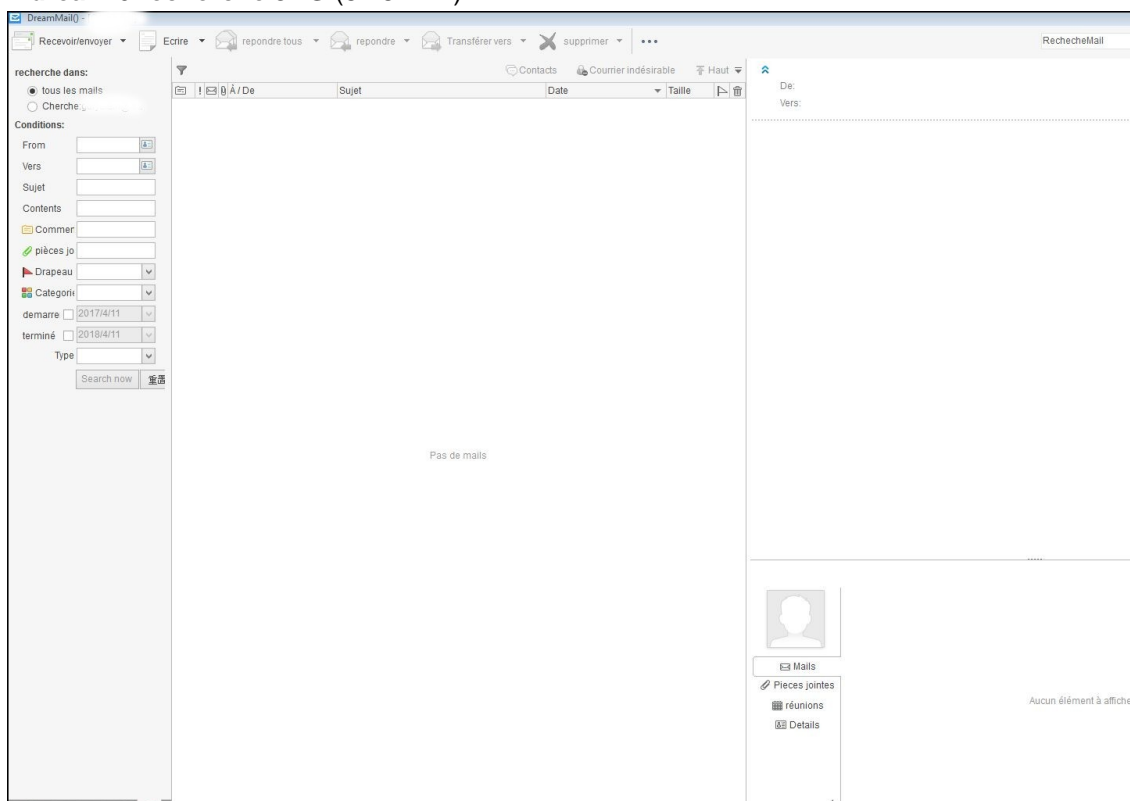 DreamMail() -
Recevoir/envoyer Ecrire repondre tous repondre Transférer vers supprimer RechecheMail
recherche dans:
tous les mails
Cherche
Conditions:
From
Vers
Sujet
Contents
Commer
pièces jo
Drapeau
Categorie
demarre 2017/4/11
terminé 2018/4/11
Type
Search now 重置
Contacts Courrier indésirable Haut
! À / De Sujet Date Taille
Pas de mails
De:
Vers:
Mails
Pieces jointes
réunions
Details
Aucun élément à affiche